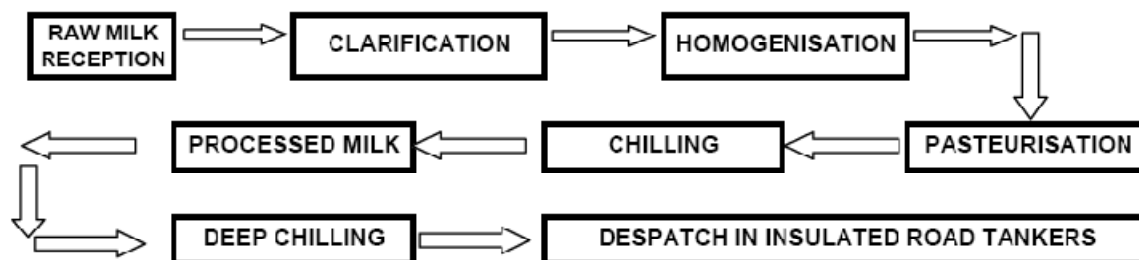 RAW MILK
RECEPTION
CLARIFICATION
HOMOGENISATION
PASTEURISATION
CHILLING
PROCESSED MILK
DEEP CHILLING
DESPATCH IN INSULATED ROAD TANKERS